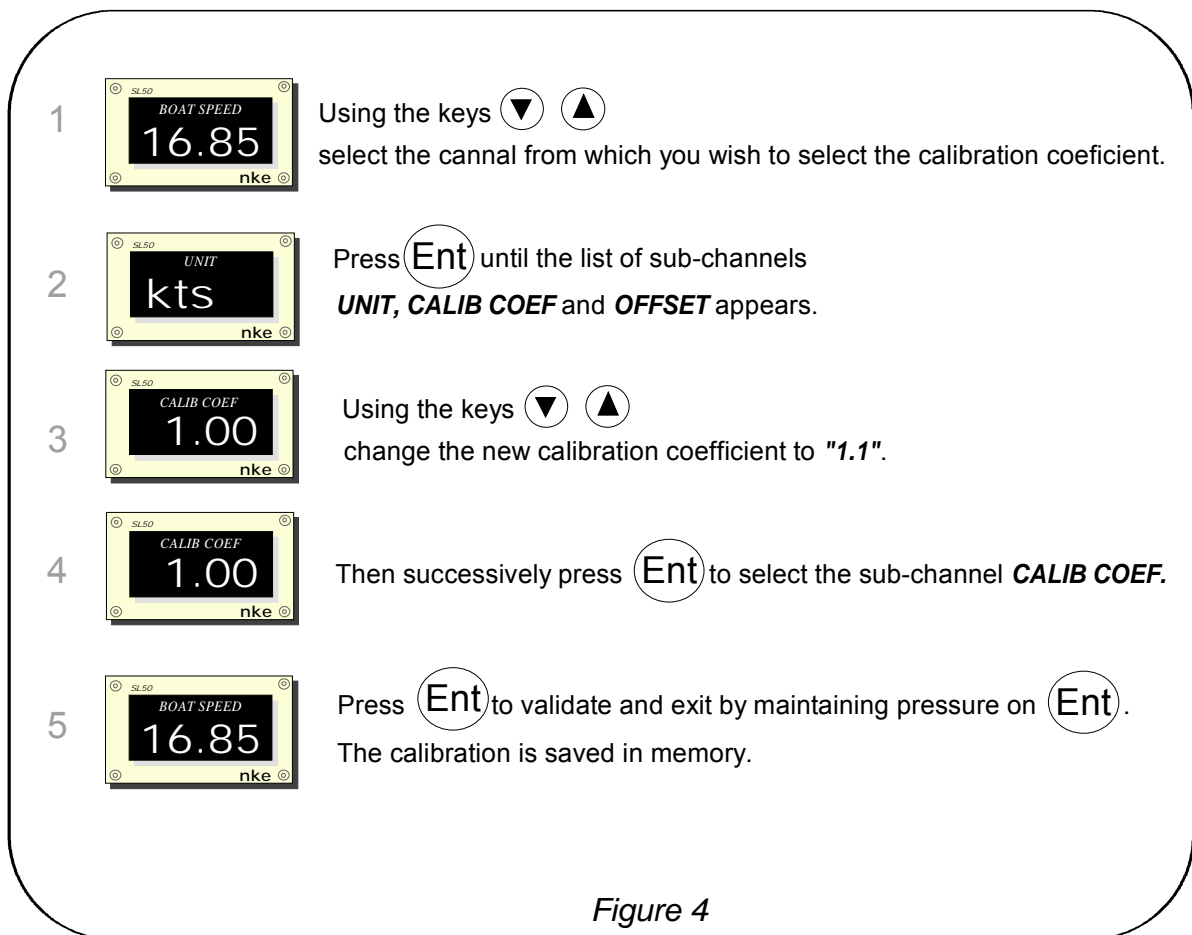 1
SL50
BOAT SPEED
16.85
nke
Using the keys ▼ ▲
select the cannal from which you wish to select the calibration coeficient.
2
SL50
UNIT
kts
nke
Press Ent until the list of sub-channels
UNIT, CALIB COEF and OFFSET appears.
3
SL50
CALIB COEF
1.00
nke
Using the keys ▼ ▲
change the new calibration coefficient to "1.1".
4
SL50
CALIB COEF
1.00
nke
Then successively press Ent to select the sub-channel CALIB COEF.
5
SL50
BOAT SPEED
16.85
nke
Press Ent to validate and exit by maintaining pressure on Ent.
The calibration is saved in memory.
Figure 4